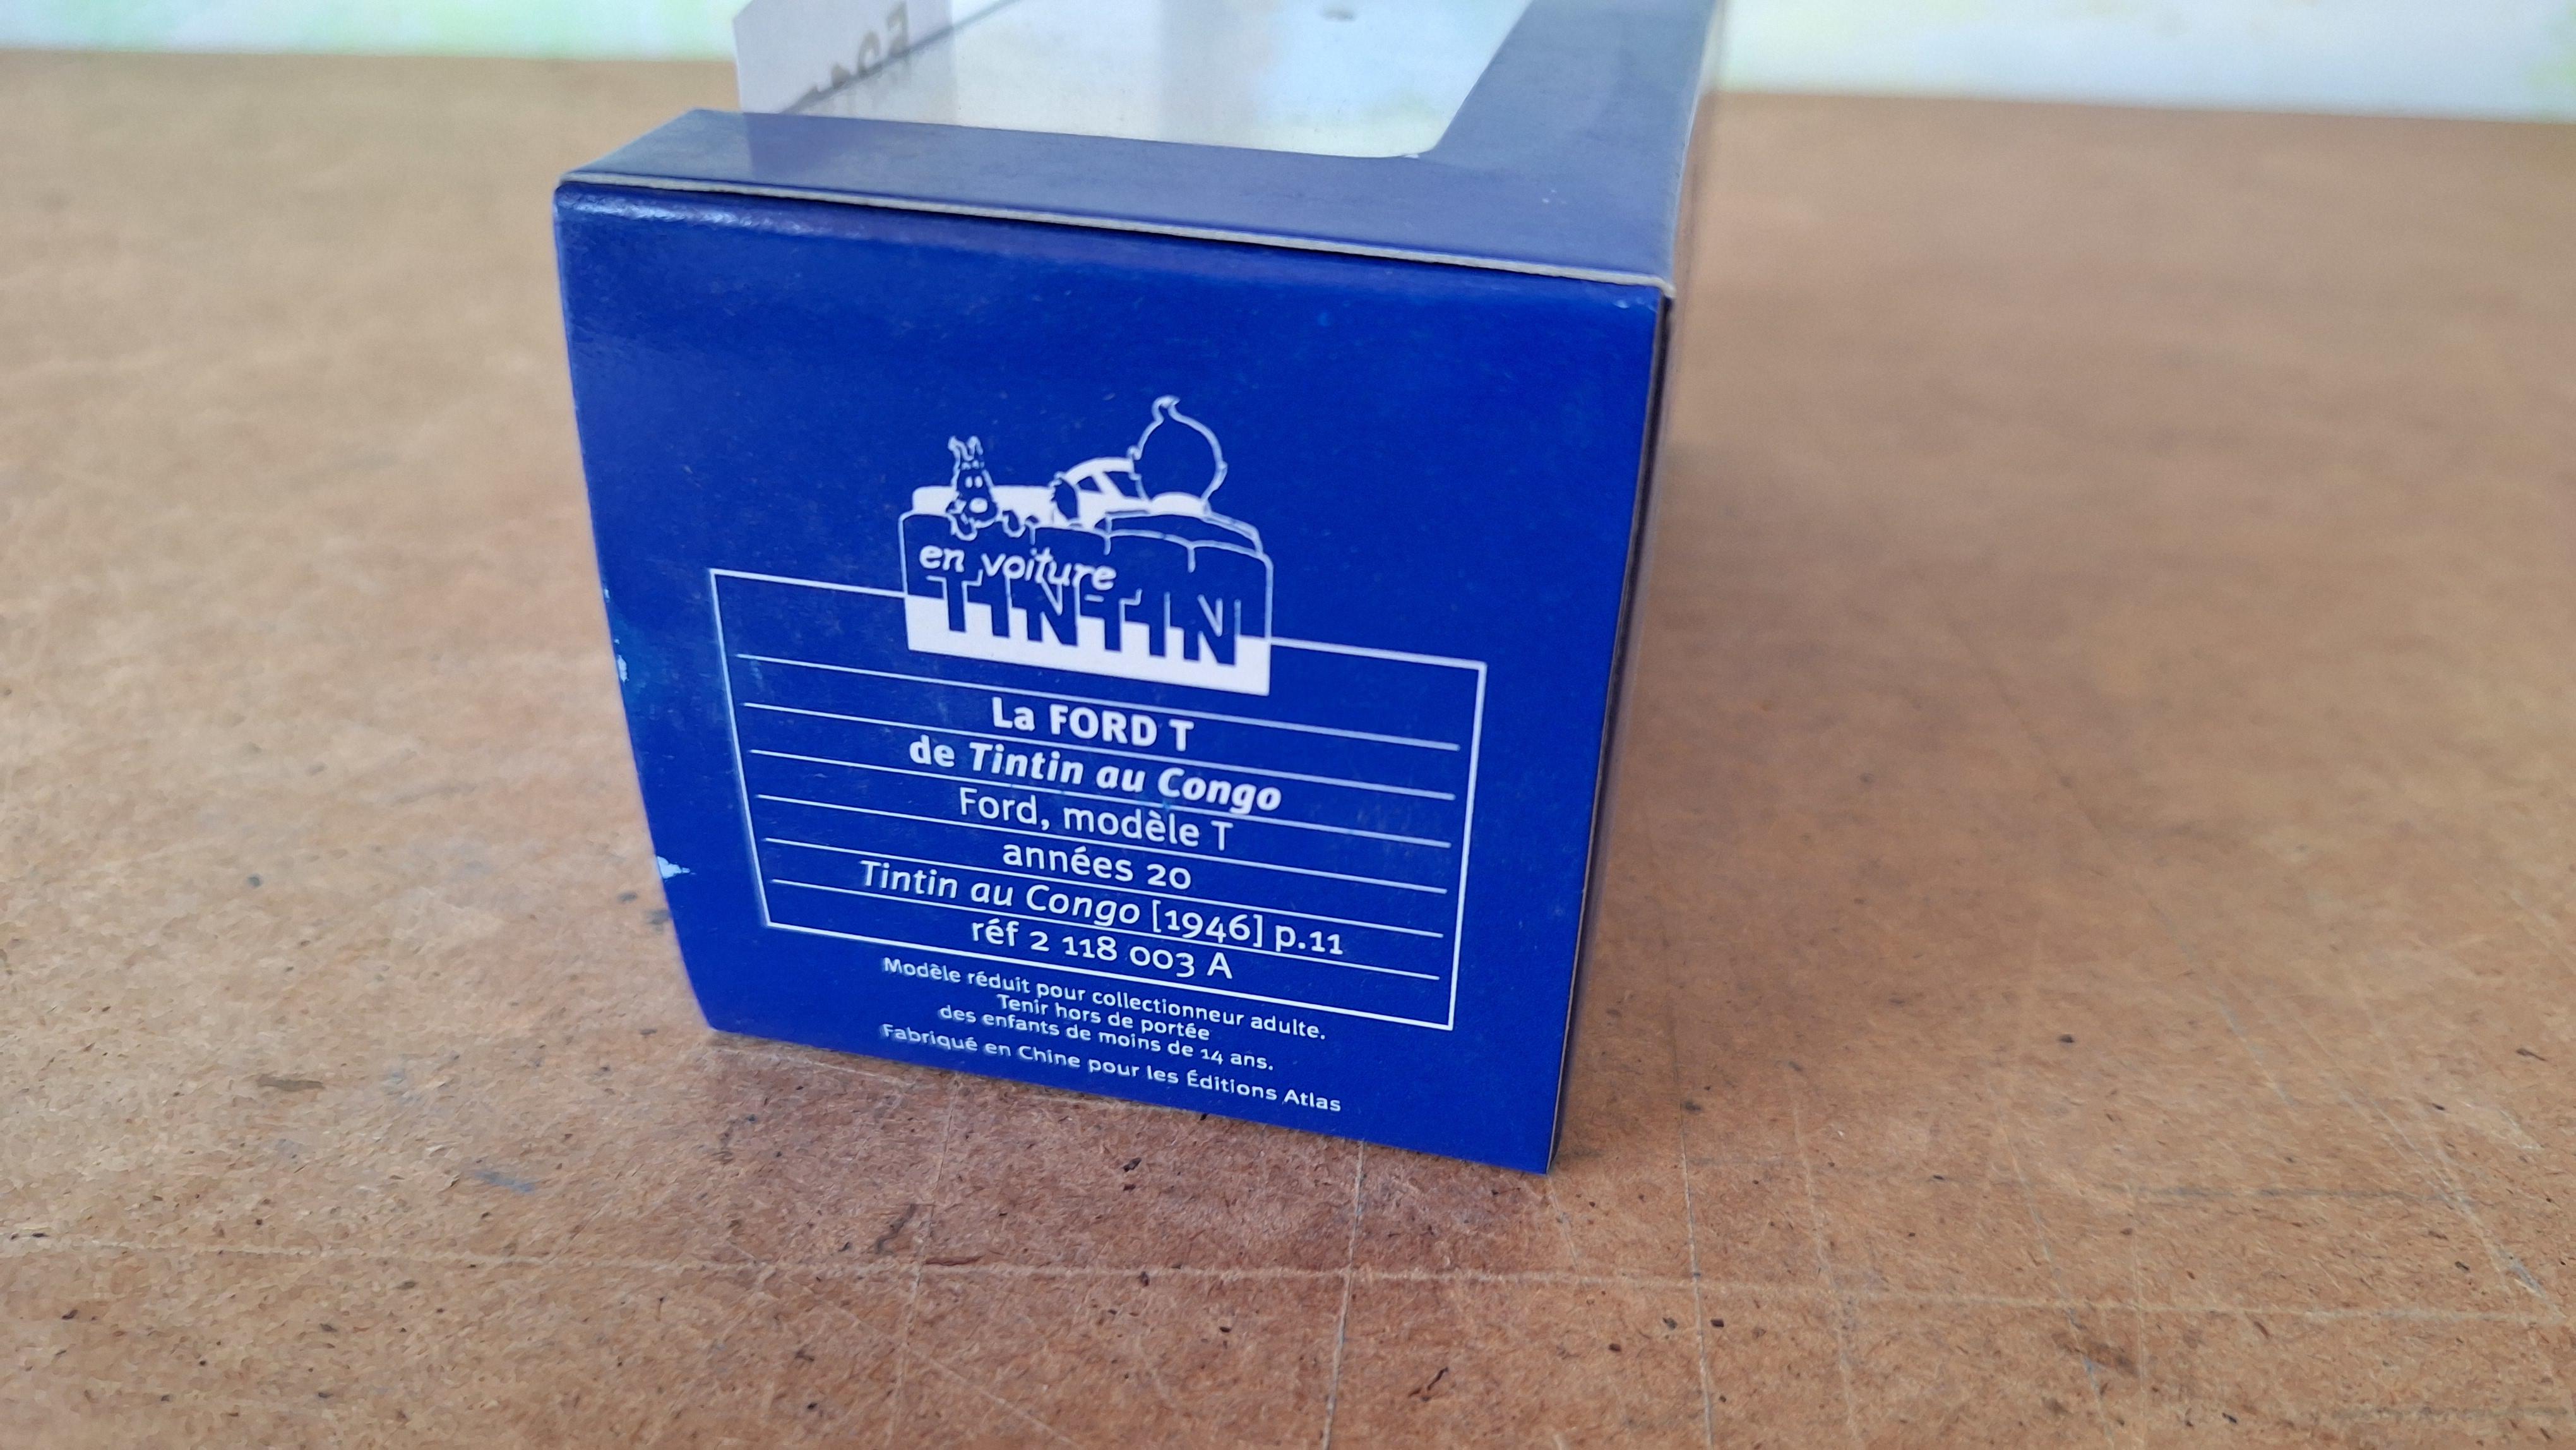 en voiture
TINTIN
La FORD T
de Tintin au Congo
Ford, modèle T
années 20
Tintin au Congo [1946] p.11
réf 2 118 003 A
Modèle réduit pour collectionneur adulte.
Tenir hors de portée
des enfants de moins de 14 ans.
Fabriqué en Chine pour les Éditions Atlas